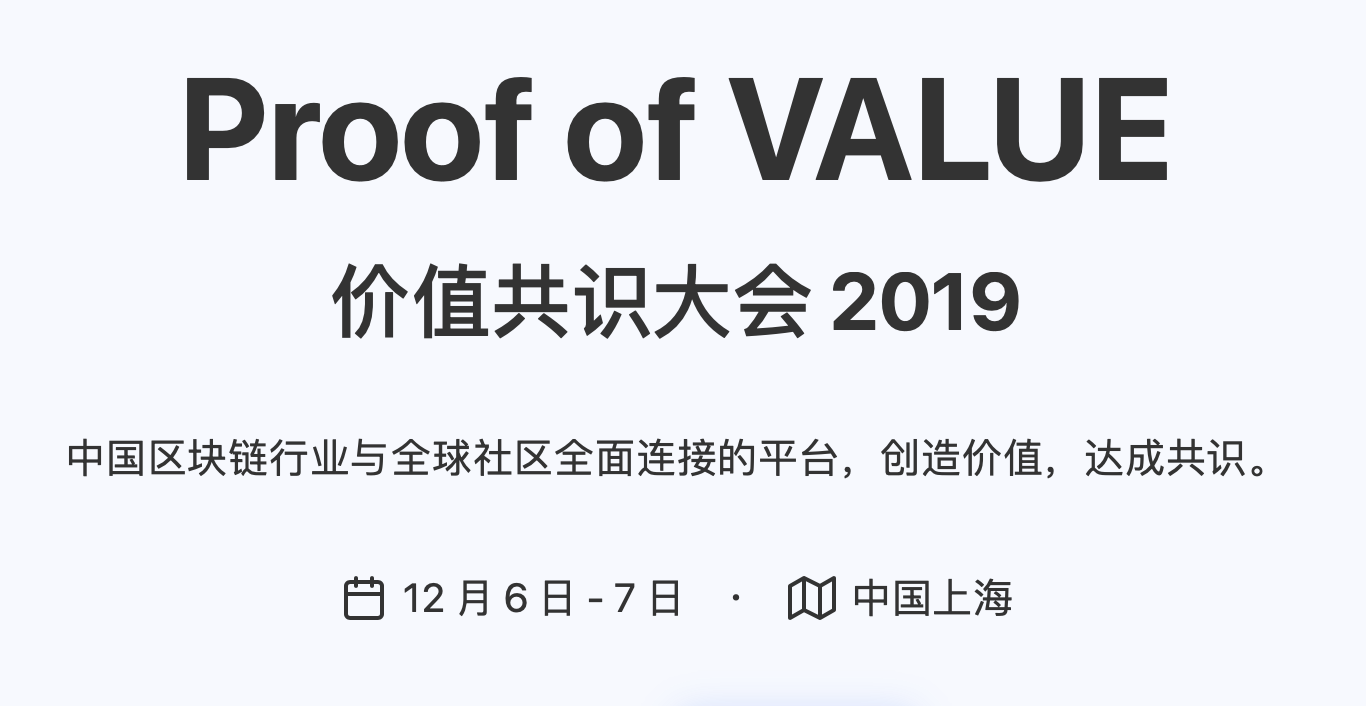 Proof of VALUE
价值共识大会 2019
中国区块链行业与全球社区全面连接的平台，创造价值，达成共识。
12 月 6 日 - 7 日 · 中国上海